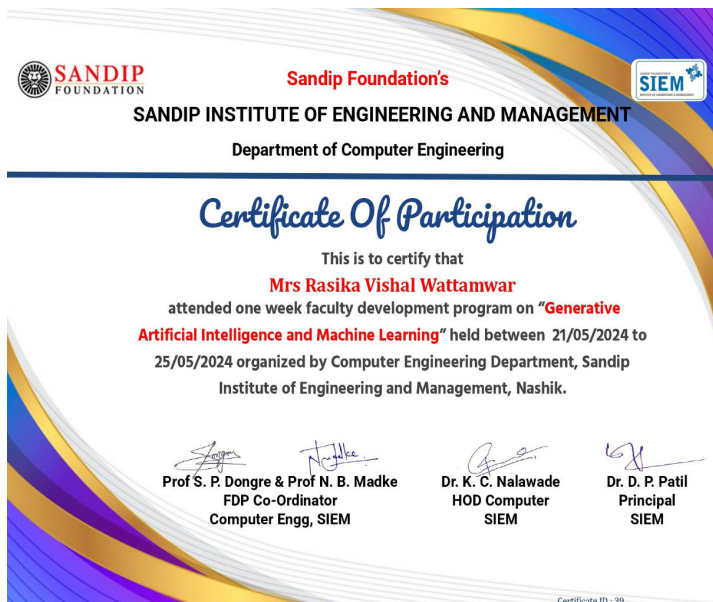 SANDIP
FOUNDATION
Sandip Foundation's
SIEM
SANDIP INSTITUTE OF ENGINEERING AND MANAGEMENT
Department of Computer Engineering
Certificate Of Participation
This is to certify that
Mrs Rasika Vishal Wattamwar
attended one week faculty development program on “Generative
Artificial Intelligence and Machine Learning” held between 21/05/2024 to
25/05/2024 organized by Computer Engineering Department, Sandip
Institute of Engineering and Management, Nashik.
Prof S. P. Dongre & Prof N. B. Madke
FDP Co-Ordinator
Computer Engg, SIEM
Dr. K. C. Nalawade
HOD Computer
SIEM
Dr. D. P. Patil
Principal
SIEM
Certificate ID : 39